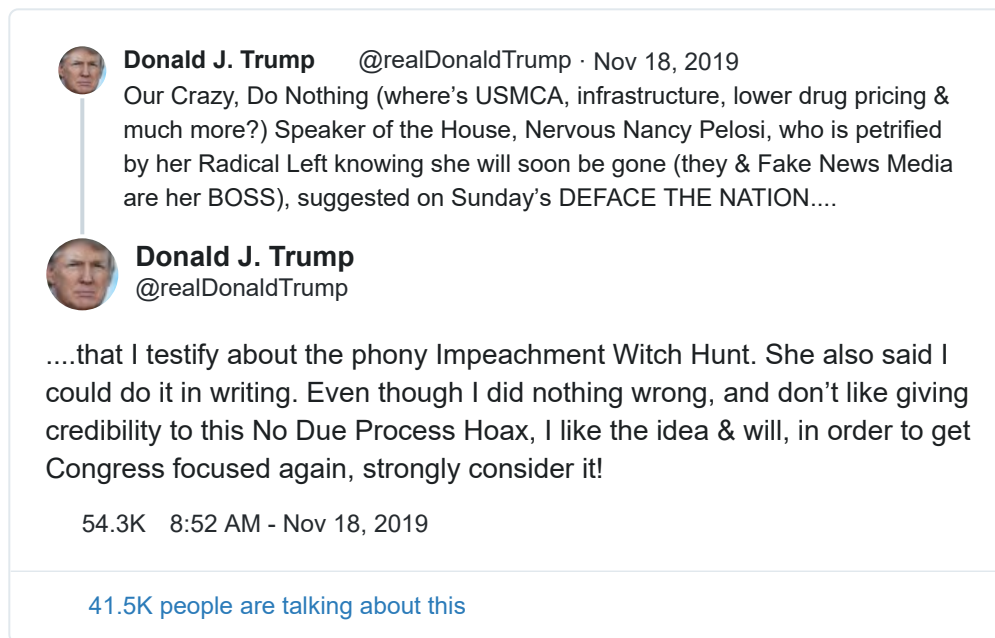 Donald J. Trump @realDonaldTrump · Nov 18, 2019
Our Crazy, Do Nothing (where’s USMCA, infrastructure, lower drug pricing &
much more?) Speaker of the House, Nervous Nancy Pelosi, who is petrified
by her Radical Left knowing she will soon be gone (they & Fake News Media
are her BOSS), suggested on Sunday’s DEFACE THE NATION....
Donald J. Trump
@realDonaldTrump
....that I testify about the phony Impeachment Witch Hunt. She also said I
could do it in writing. Even though I did nothing wrong, and don’t like giving
credibility to this No Due Process Hoax, I like the idea & will, in order to get
Congress focused again, strongly consider it!
54.3K 8:52 AM - Nov 18, 2019
41.5K people are talking about this